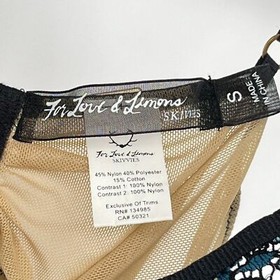 For Love & Lemons
SKIVVIES
S
MADE IN
CHINA
For Love & Lemons
SKIVVIES
45% Nylon 40% Polyester
15% Cotton
Contrast 1: 100% Nylon
Contrast 2: 100% Nylon
Exclusive Of Trims
RN# 134985
CA# 50321